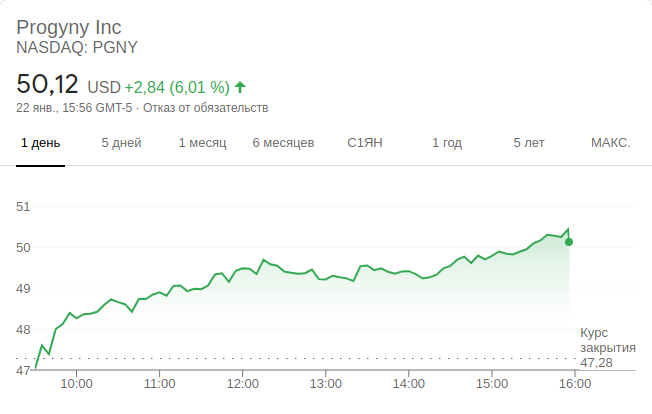 Progyny Inc
NASDAQ: PGNY
50,12 USD +2,84 (6,01 %)
22 янв., 15:56 GMT-5 · Отказ от обязательств
1 день 5 дней 1 месяц 6 месяцев С1ЯН 1 год 5 лет МАКС.
51
50
49
48
47
Курс
закрытия
47,28
10:00 11:00 12:00 13:00 14:00 15:00 16:00